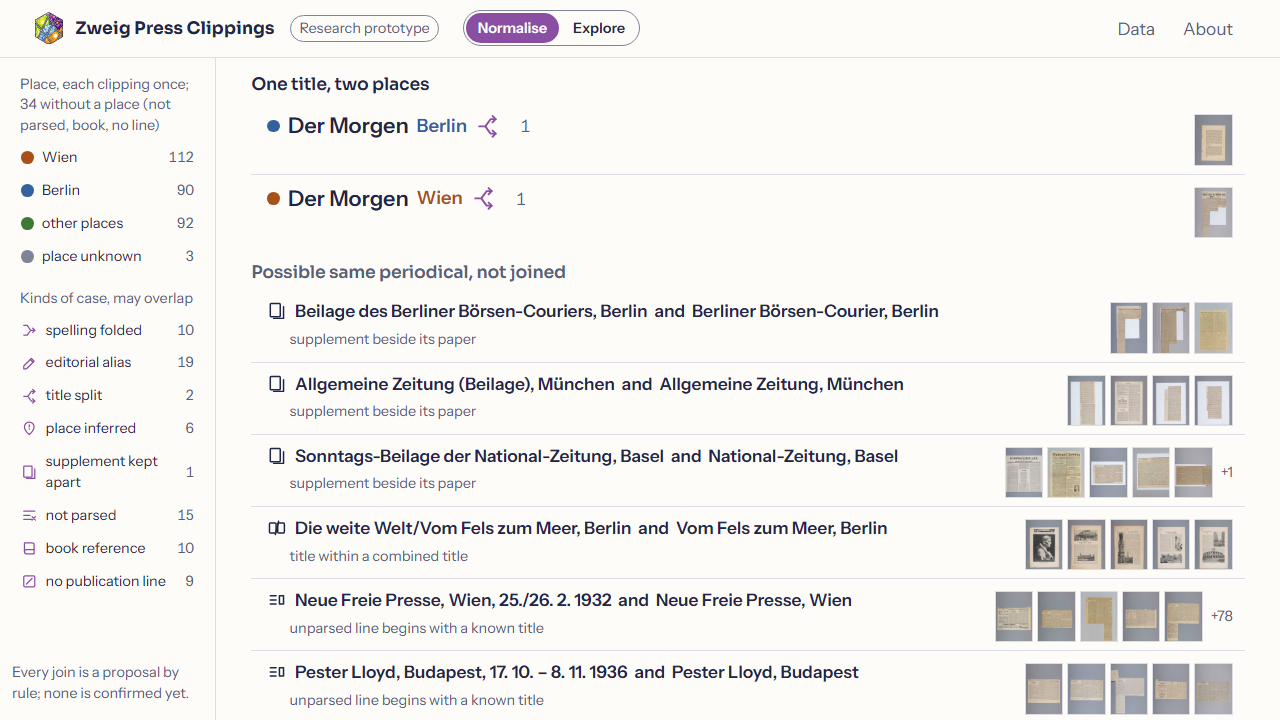 Zweig Press Clippings
Research prototype
Normalise
Explore
Data
About
Place, each clipping once;
34 without a place (not
parsed, book, no line)
Wien 112
Berlin 90
other places 92
place unknown 3
Kinds of case, may overlap
spelling folded 10
editorial alias 19
title split 2
place inferred 6
supplement kept
apart 1
not parsed 15
book reference 10
no publication line 9
Every join is a proposal by
rule; none is confirmed yet.
One title, two places
Der Morgen Berlin 1
Der Morgen Wien 1
Possible same periodical, not joined
Beilage des Berliner Börsen-Couriers, Berlin and Berliner Börsen-Courier, Berlin
supplement beside its paper
Allgemeine Zeitung (Beilage), München and Allgemeine Zeitung, München
supplement beside its paper
Sonntags-Beilage der National-Zeitung, Basel and National-Zeitung, Basel
+1
supplement beside its paper
Die weite Welt/Vom Fels zum Meer, Berlin and Vom Fels zum Meer, Berlin
title within a combined title
Neue Freie Presse, Wien, 25./26. 2. 1932 and Neue Freie Presse, Wien
+78
unparsed line begins with a known title
Pester Lloyd, Budapest, 17. 10. – 8. 11. 1936 and Pester Lloyd, Budapest
unparsed line begins with a known title